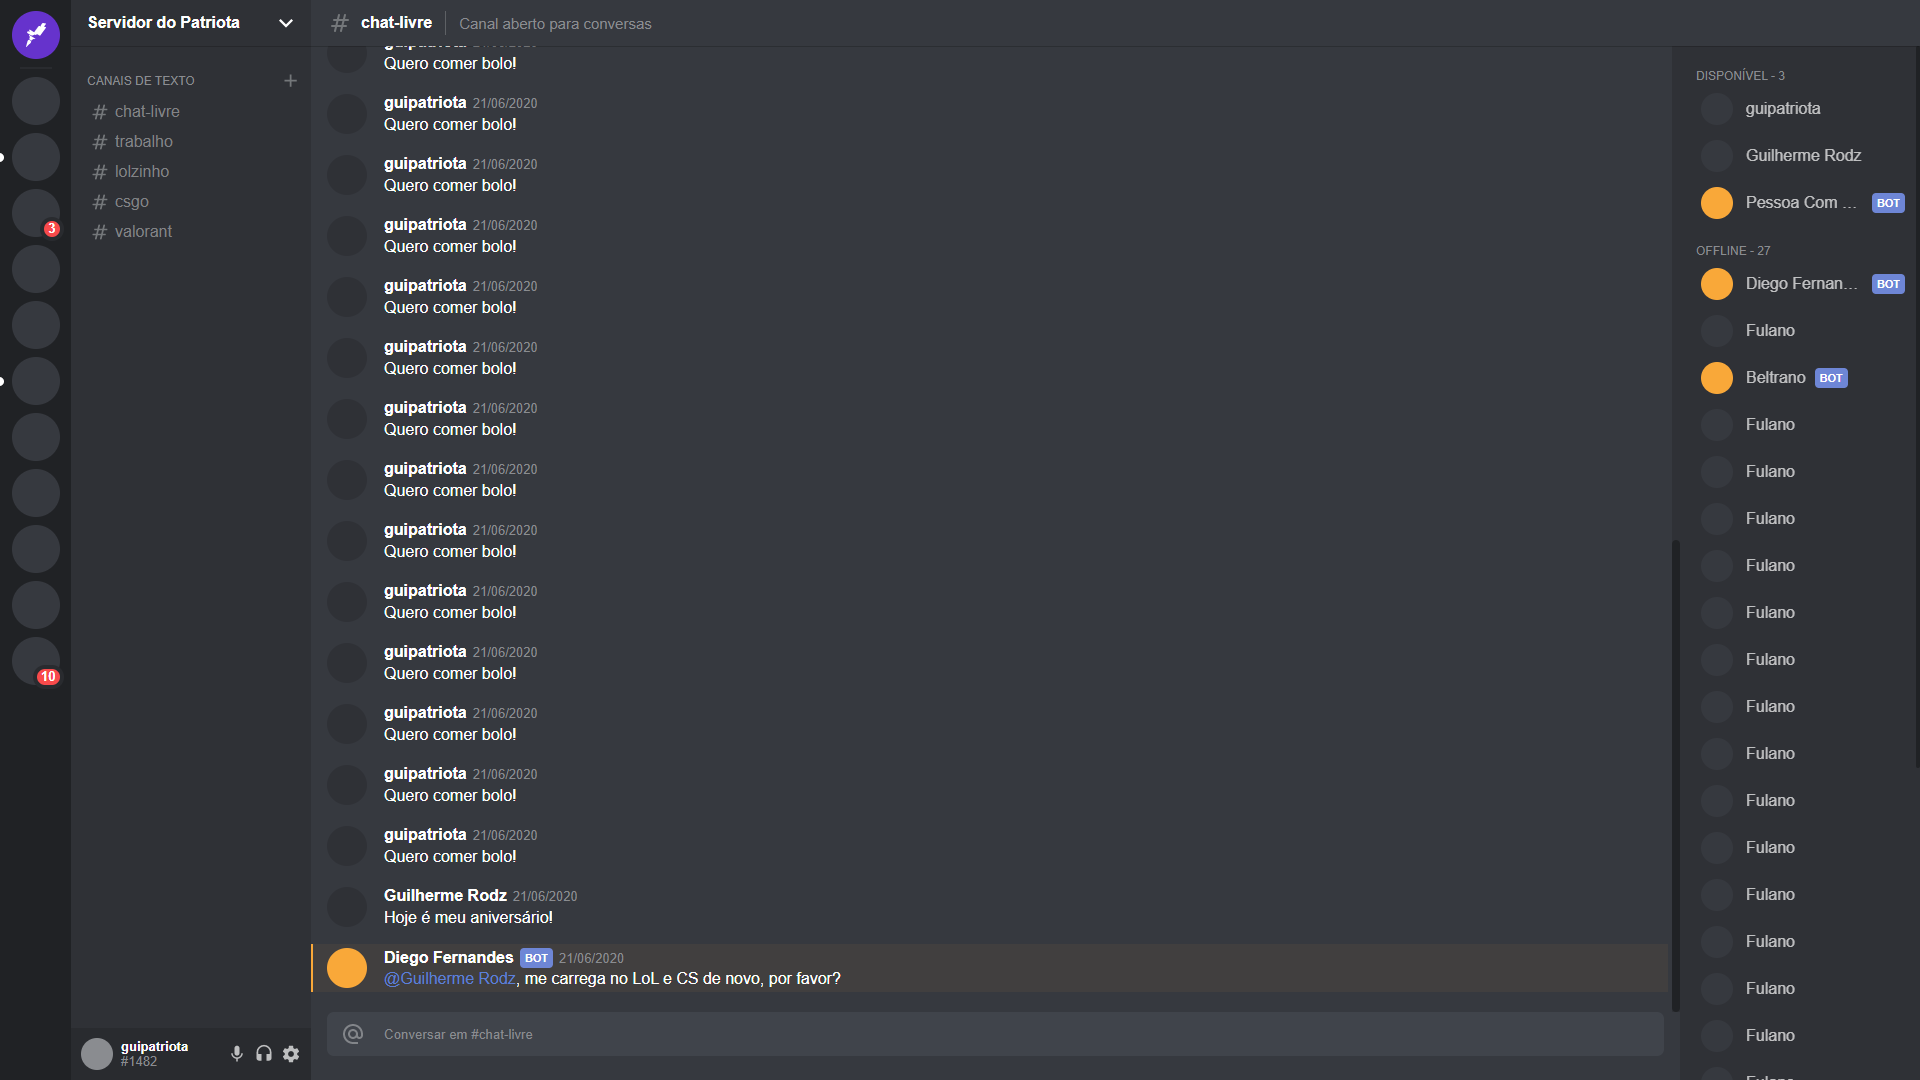 Servidor do Patriota
CANAIS DE TEXTO
chat-livre
trabalho
lolzinho
csgo
valorant
3
10
guipatriota
#1482
# chat-livre
Canal aberto para conversas
Quero comer bolo!
guipatriota 21/06/2020
Quero comer bolo!
guipatriota 21/06/2020
Quero comer bolo!
guipatriota 21/06/2020
Quero comer bolo!
guipatriota 21/06/2020
Quero comer bolo!
guipatriota 21/06/2020
Quero comer bolo!
guipatriota 21/06/2020
Quero comer bolo!
guipatriota 21/06/2020
Quero comer bolo!
guipatriota 21/06/2020
Quero comer bolo!
guipatriota 21/06/2020
Quero comer bolo!
guipatriota 21/06/2020
Quero comer bolo!
guipatriota 21/06/2020
Quero comer bolo!
guipatriota 21/06/2020
Quero comer bolo!
guipatriota 21/06/2020
Quero comer bolo!
Guilherme Rodz 21/06/2020
Hoje é meu aniversário!
Diego Fernandes BOT 21/06/2020
@Guilherme Rodz, me carrega no LoL e CS de novo, por favor?
@ Conversar em #chat-livre
DISPONÍVEL - 3
guipatriota
Guilherme Rodz
Pessoa Com ... BOT
OFFLINE - 27
Diego Fernan... BOT
Fulano
Beltrano BOT
Fulano
Fulano
Fulano
Fulano
Fulano
Fulano
Fulano
Fulano
Fulano
Fulano
Fulano
Fulano
Fulano
Fulano